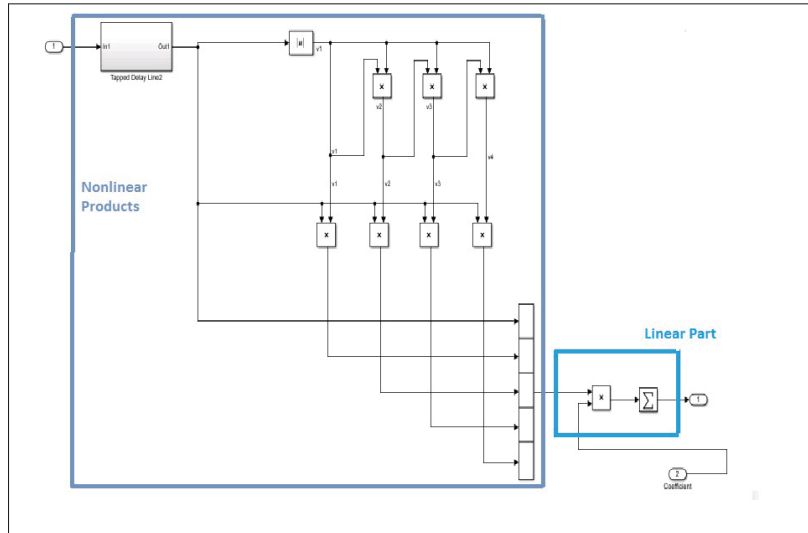 1
In1
Out1
Tapped Delay Line2
|u|
v1
x
x
x
v2
v3
v1
v4
v1
v2
v3
Nonlinear
Products
x
x
x
x
Linear Part
x
∑
1
2
Coefficient